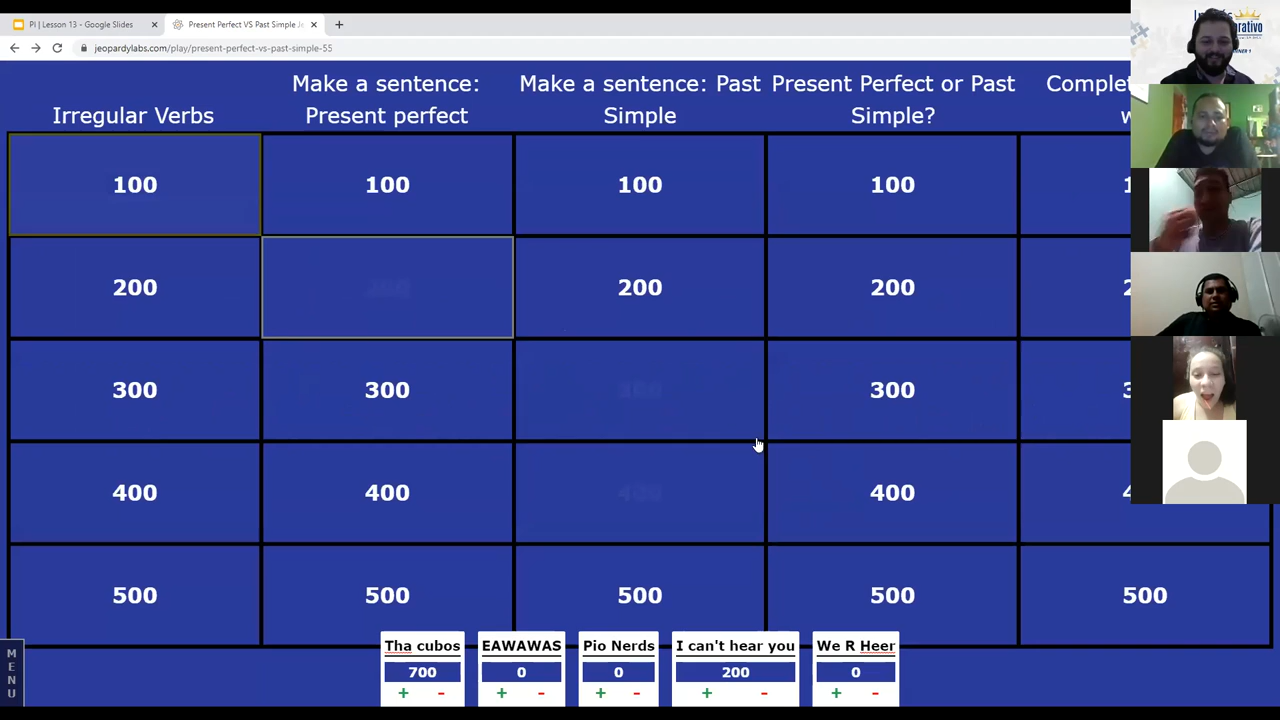 PI | Lesson 13 - Google Slides
Present Perfect VS Past Simple Je
jeopardylabs.com/play/present-perfect-vs-past-simple-55
Irregular Verbs
Make a sentence:
Present perfect
Make a sentence: Past
Simple
Present Perfect or Past
Simple?
Complet
100
100
100
100
200
200
200
300
300
300
400
400
400
500
500
500
500
500
MENU
Tha cubos
EAWAWAS
Pio Nerds
I can't hear you
We R Heer
700
0
0
200
0
+ -
+ -
+ -
+ -
+ -